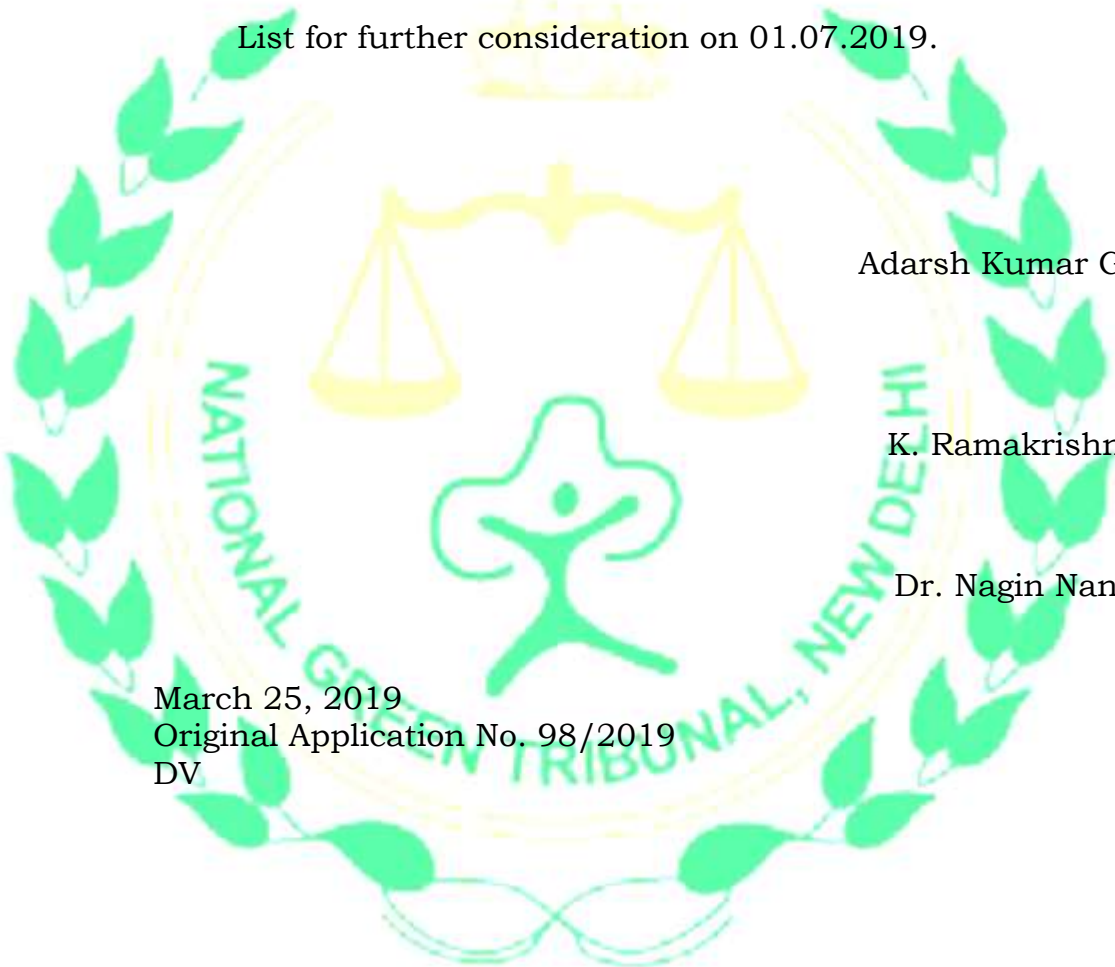 List for further consideration on 01.07.2019.
Adarsh Kumar G
K. Ramakrishn
Dr. Nagin Nan
NATIONAL GREEN TRIBUNAL, NEW DELHI
March 25, 2019
Original Application No. 98/2019
DV